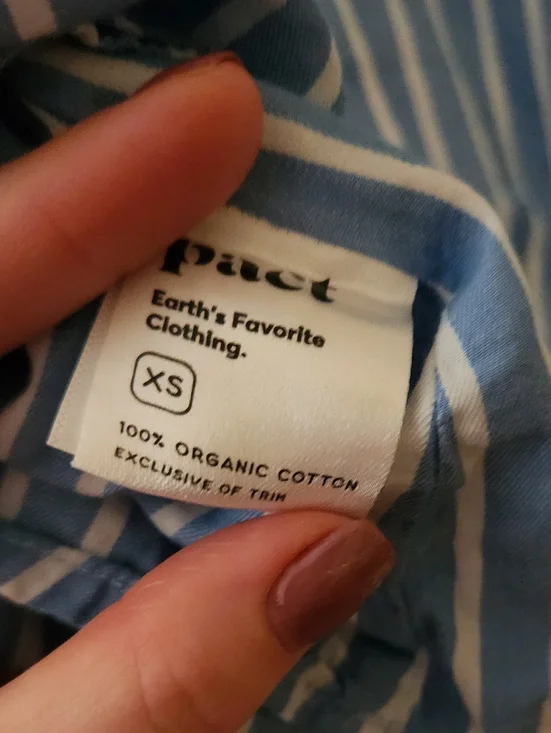 pact
Earth's Favorite
Clothing.
XS
100% ORGANIC COTTON
EXCLUSIVE OF TRIM